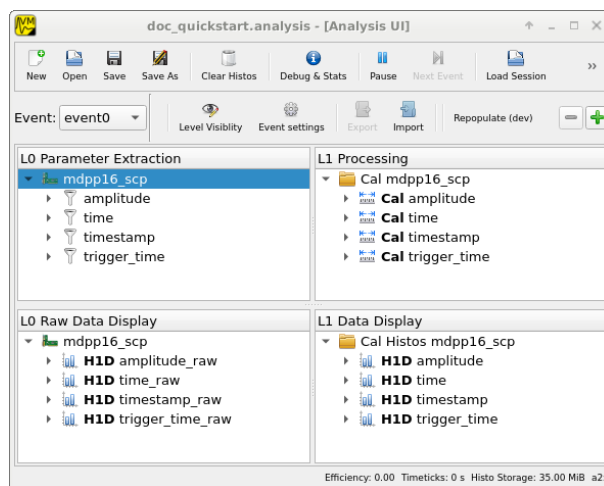 doc_quickstart.analysis - [Analysis UI]
New Open Save Save As Clear Histos Debug & Stats Pause Next Event Load Session »
Event: event0 Level Visiblity Event settings Export Import Repopulate (dev)
L0 Parameter Extraction
mdpp16_scp
amplitude
time
timestamp
trigger_time
L1 Processing
Cal mdpp16_scp
Cal amplitude
Cal time
Cal timestamp
Cal trigger_time
L0 Raw Data Display
mdpp16_scp
H1D amplitude_raw
H1D time_raw
H1D timestamp_raw
H1D trigger_time_raw
L1 Data Display
Cal Histos mdpp16_scp
H1D amplitude
H1D time
H1D timestamp
H1D trigger_time
Efficiency: 0.00 Timeticks: 0 s Histo Storage: 35.00 MiB